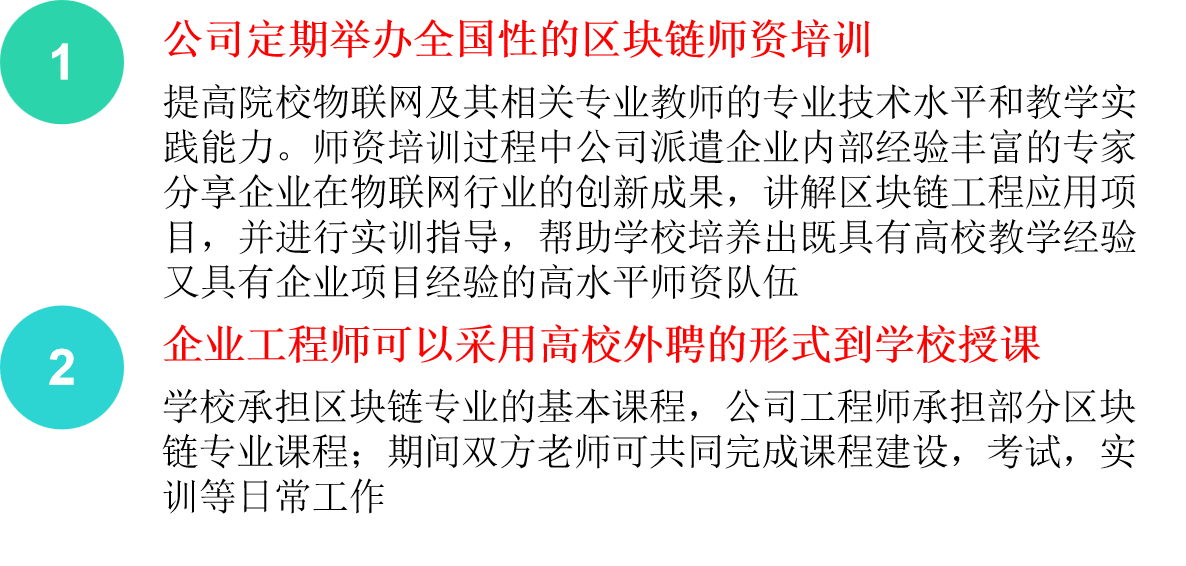 1
公司定期举办全国性的区块链师资培训
提高院校物联网及其相关专业教师的专业技术水平和教学实
践能力。师资培训过程中公司派遣企业内部经验丰富的专家
分享企业在物联网行业的创新成果，讲解区块链工程应用项
目，并进行实训指导，帮助学校培养出既具有高校教学经验
又具有企业项目经验的高水平师资队伍
2
企业工程师可以采用高校外聘的形式到学校授课
学校承担区块链专业的基本课程，公司工程师承担部分区块
链专业课程；期间双方老师可共同完成课程建设，考试，实
训等日常工作